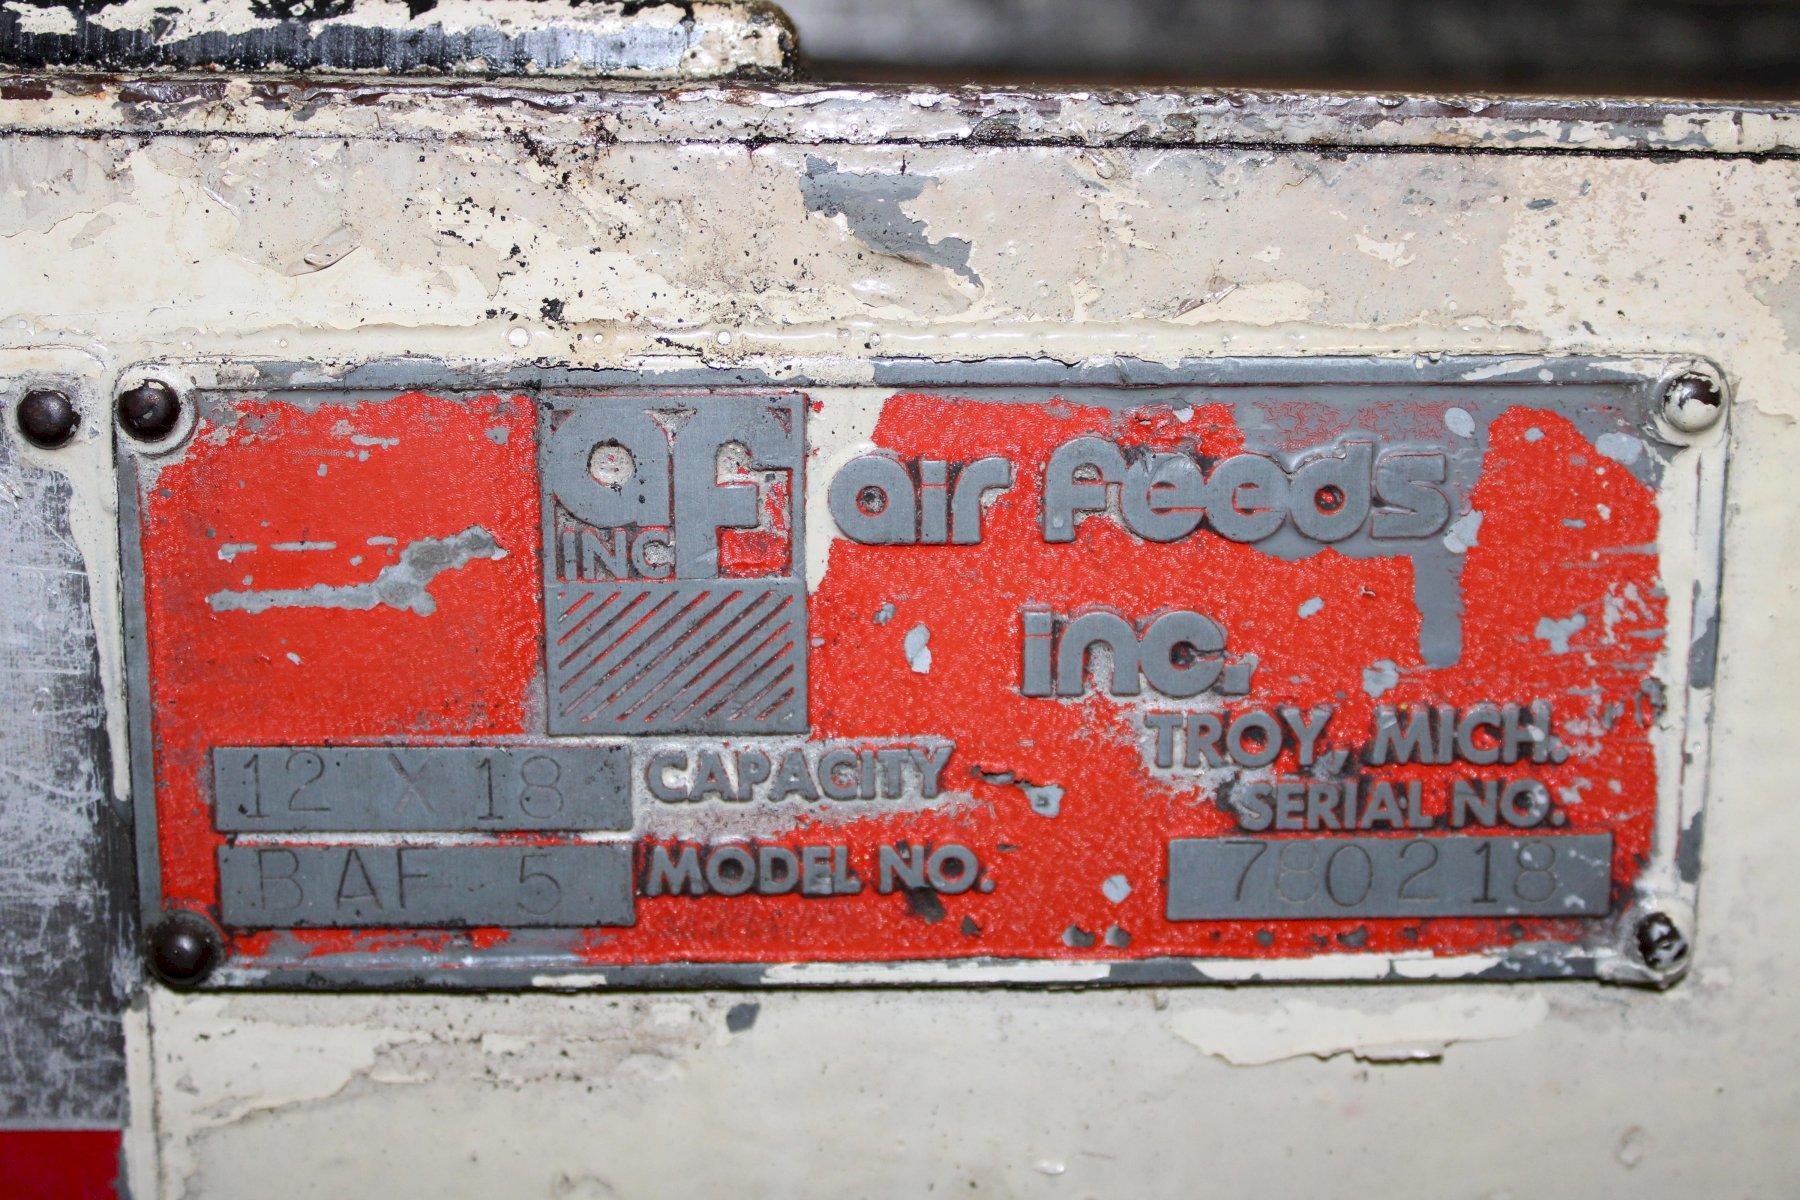 af
INC
air feeds
inc.
TROY, MICH.
12 X 18 CAPACITY
SERIAL NO.
BAF 5 MODEL NO.
780218